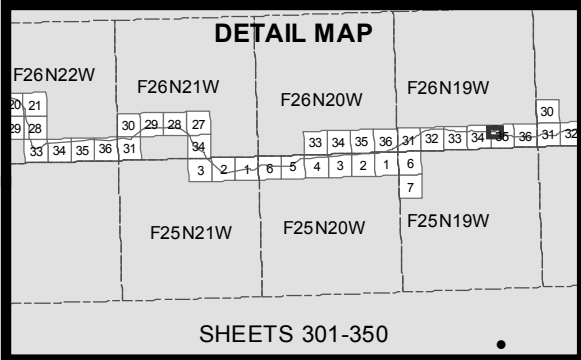 DETAIL MAP
F26N22W
F26N21W
F26N20W
F26N19W
20 21
29 28
33 34 35 36 31
30 29 28 27
34
3 2 1 6 5 4 3 2 1 6
33 34 35 36 31 32 33 34 35 36 31 32
30
7
F25N21W
F25N20W
F25N19W
SHEETS 301-350